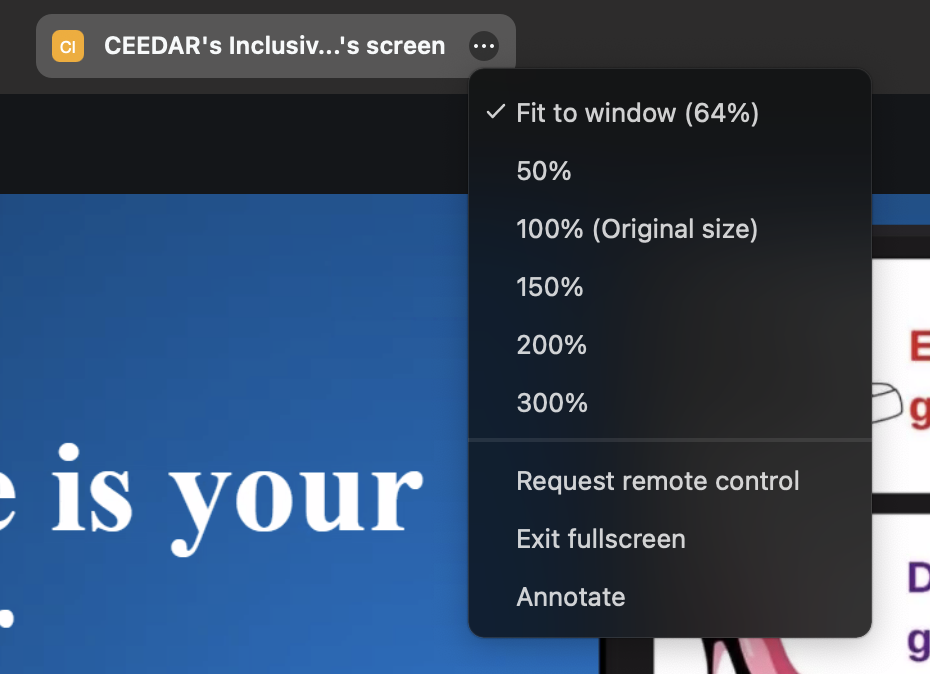 CI CEEDAR's Inclusiv...'s screen
Fit to window (64%)
50%
100% (Original size)
150%
200%
300%
Request remote control
Exit fullscreen
Annotate
e is your
.
E
g
D
g